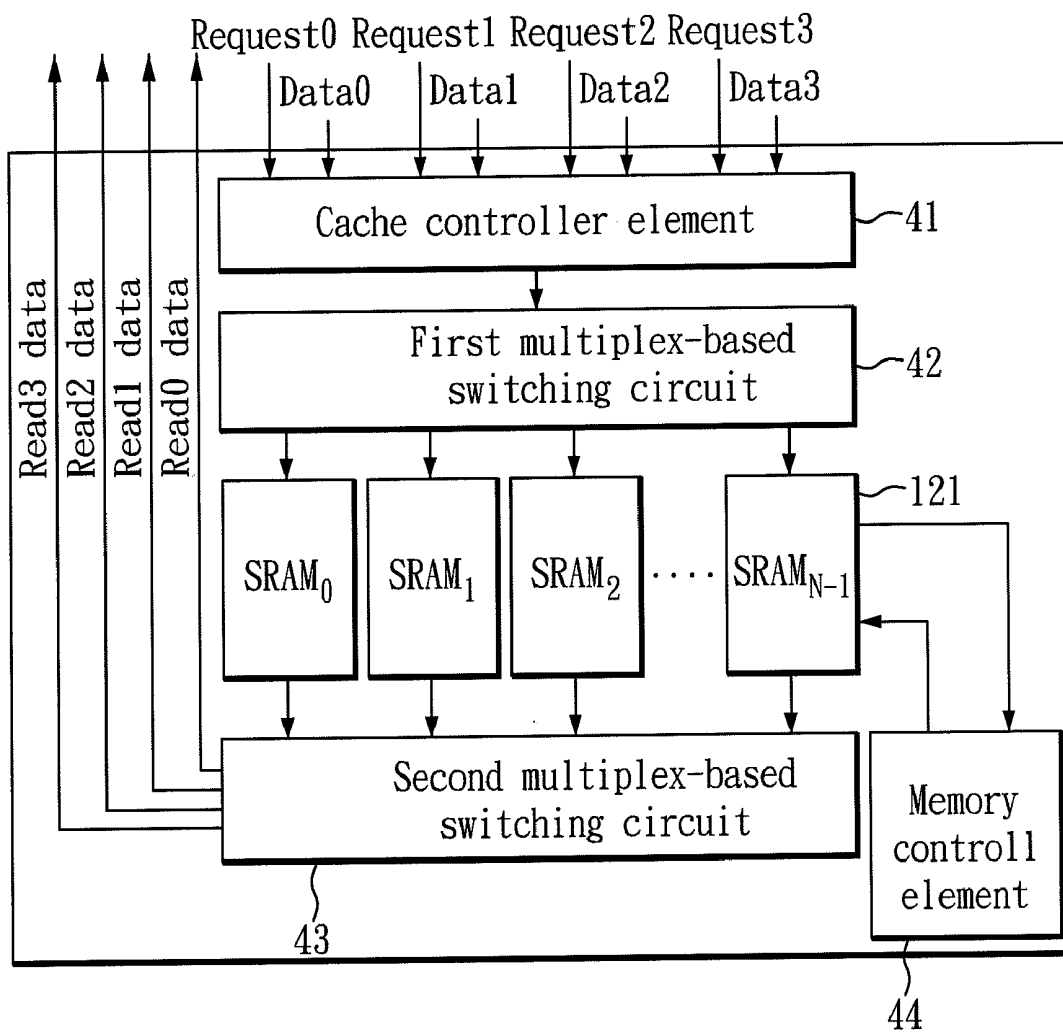 Request0 Request1 Request2 Request3
Data0 Data1 Data2 Data3
Cache controller element
41
First multiplex-based
switching circuit
42
Read3 data
Read2 data
Read1 data
Read0 data
121
SRAM0
SRAM1
SRAM2
....
SRAMN-1
Second multiplex-based
switching circuit
43
Memory
controll
element
44